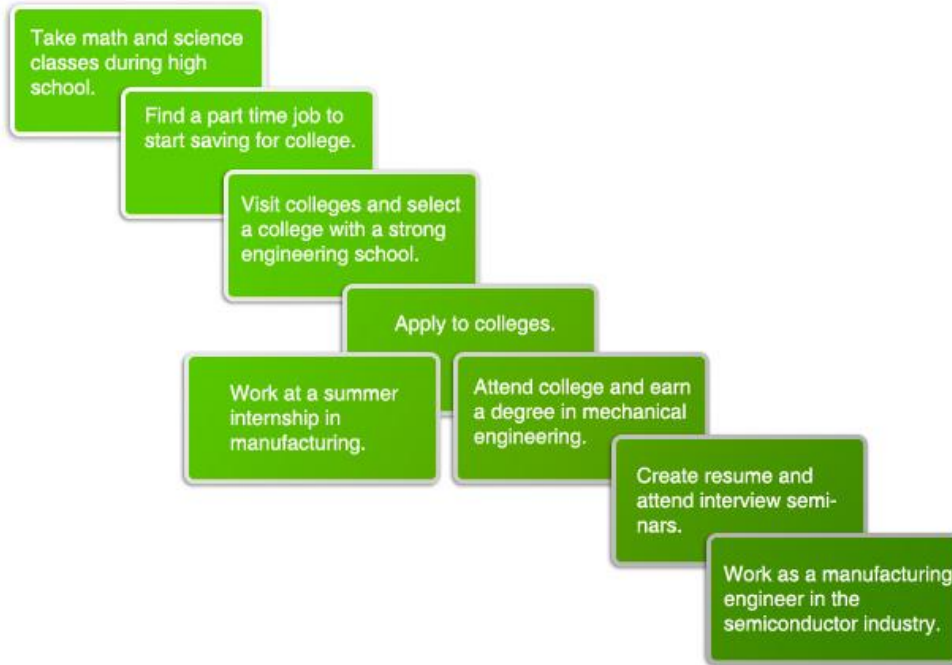 Take math and science
classes during high
school.
Find a part time job to
start saving for college.
Visit colleges and select
a college with a strong
engineering school.
Apply to colleges.
Work at a summer
internship in
manufacturing.
Attend college and earn
a degree in mechanical
engineering.
Create resume and
attend interview semi-
nars.
Work as a manufacturing
engineer in the
semiconductor industry.